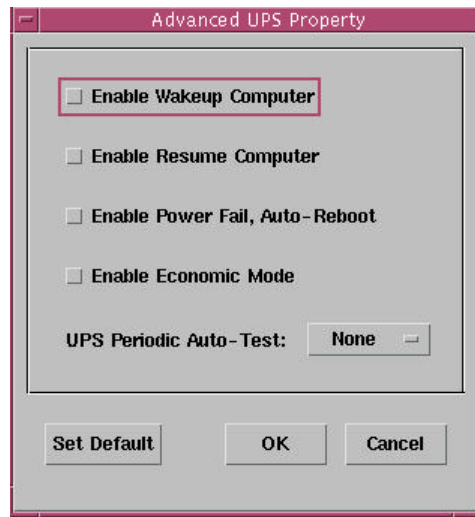 Advanced UPS Property
Enable Wakeup Computer
Enable Resume Computer
Enable Power Fail, Auto-Reboot
Enable Economic Mode
UPS Periodic Auto-Test: None
Set Default OK Cancel